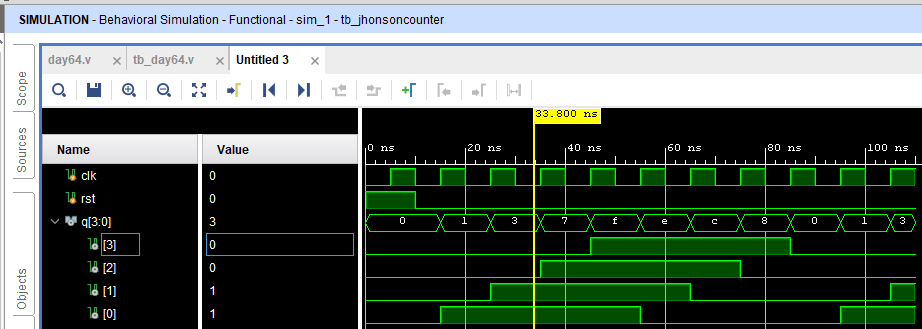 SIMULATION - Behavioral Simulation - Functional - sim_1 - tb_jhonsoncounter
day64.v
tb_day64.v
Untitled 3
Scope
Sources
Objects
33.800 ns
Name
Value
0 ns
20 ns
40 ns
60 ns
80 ns
100 ns
clk 0
rst 0
q[3:0] 3
0 1 3 7 f e c 8 0 1 3
[3] 0
[2] 0
[1] 1
[0] 1